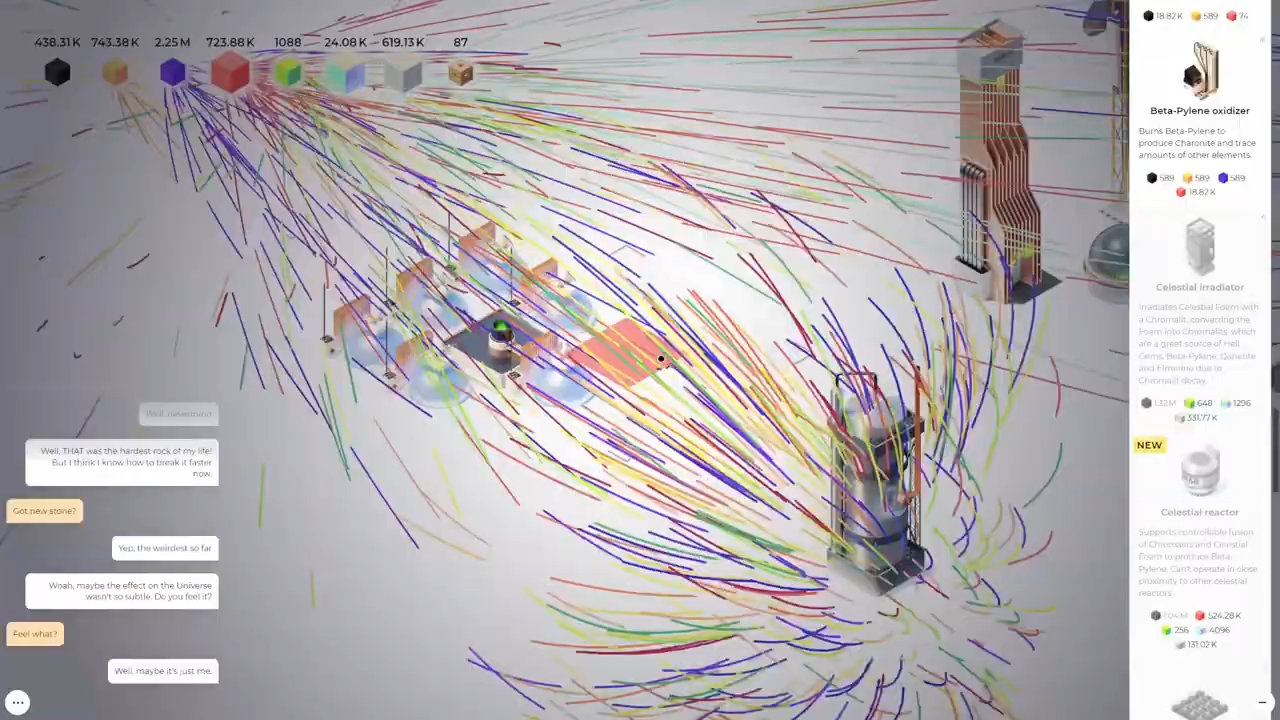 438.31 K 743.38 K 2.25 M 723.88 K 1088 24.08 K 619.13 K 87
Well, nevermind
Well, THAT was the hardest rock of my life!
But I think I know how to break it faster
now.
Got new stone?
Yep, the weirdest so far
Woah, maybe the effect on the Universe
wasn't so subtle. Do you feel it?
Feel what?
Well, maybe it's just me.
18.82 K 589 74
Beta-Pylene oxidizer
Burns Beta-Pylene to
produce Charonite and trace
amounts of other elements.
589 589 589
18.82 K
Celestial irradiator
Irradiates Celestial Foam with
a Chromalit, converting the
Foam into Chromalits, which
are a great source of Hell
Gems, Beta-Pylene, Qanetite
and Elmerine due to
Chromalit decay.
1.32 M 648 1296
331.77 K
NEW
Celestial reactor
Supports controllable fusion
of Chromalits and Celestial
Foam to produce Beta-
Pylene. Can't operate in close
proximity to other celestial
reactors.
524.28 K
256 4096
131.02 K